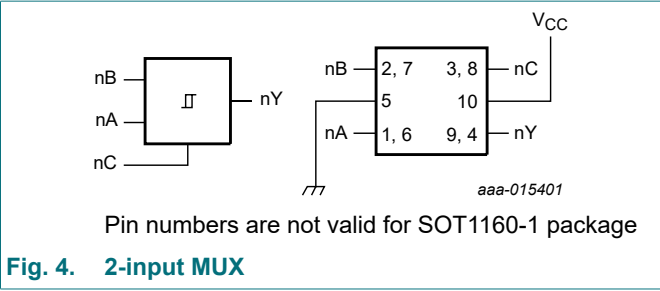 V_CC
nB
nA
nC
nY
nB
2, 7
3, 8
nC
5
10
nA
1, 6
9, 4
nY
aaa-015401
Pin numbers are not valid for SOT1160-1 package
Fig. 4. 2-input MUX